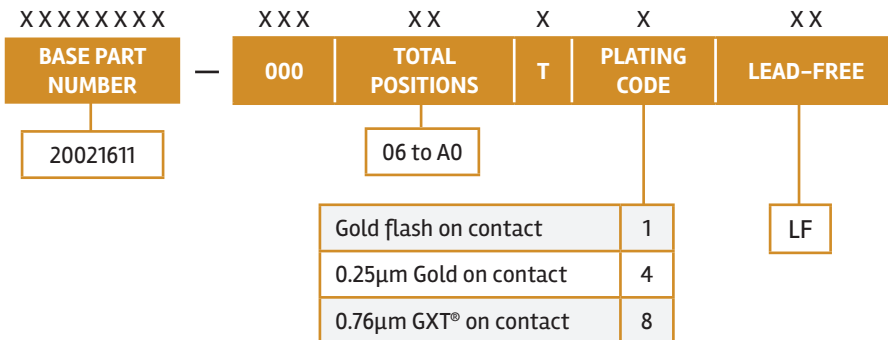 XXXXXXXX XXX XX X X XX
BASE PART NUMBER — 000 TOTAL POSITIONS T PLATING CODE LEAD-FREE
20021611 06 to A0
Gold flash on contact 1 LF
0.25µm Gold on contact 4
0.76µm GXT® on contact 8